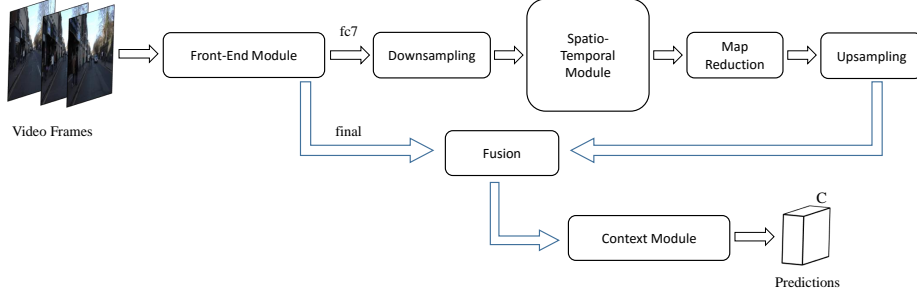 fc7
Front-End Module
Downsampling
Spatio-
Temporal
Module
Map
Reduction
Upsampling
Video Frames
final
Fusion
C
Context Module
Predictions